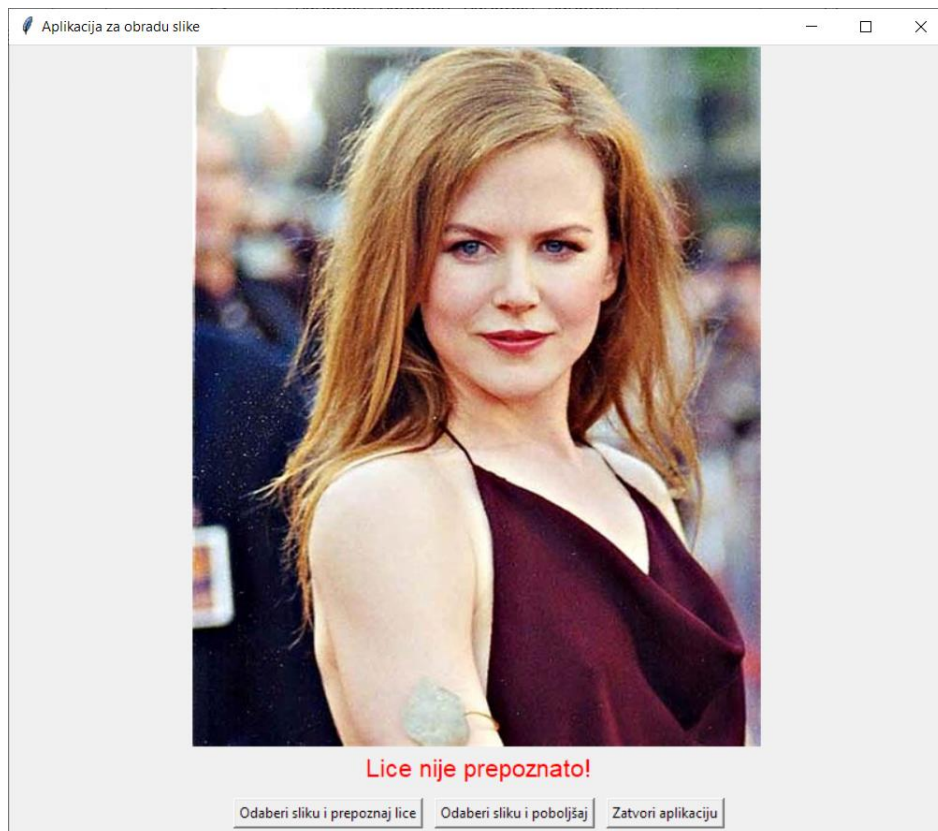 Aplikacija za obradu slike
Lice nije prepoznato!
Odaberi sliku i prepoznaj lice
Odaberi sliku i poboljšaj
Zatvori aplikaciju